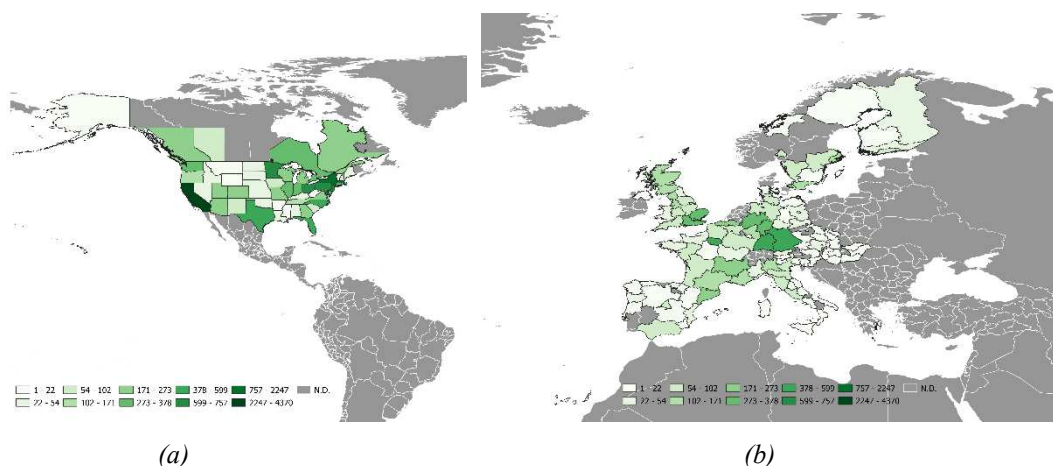 1 - 22 54 - 102 171 - 273 378 - 599 757 - 2247 N.D.
22 - 54 102 - 171 273 - 378 599 - 757 2247 - 4370
1 - 22 54 - 102 171 - 273 378 - 599 757 - 2247 N.D.
22 - 54 102 - 171 273 - 378 599 - 757 2247 - 4370
(a) (b)